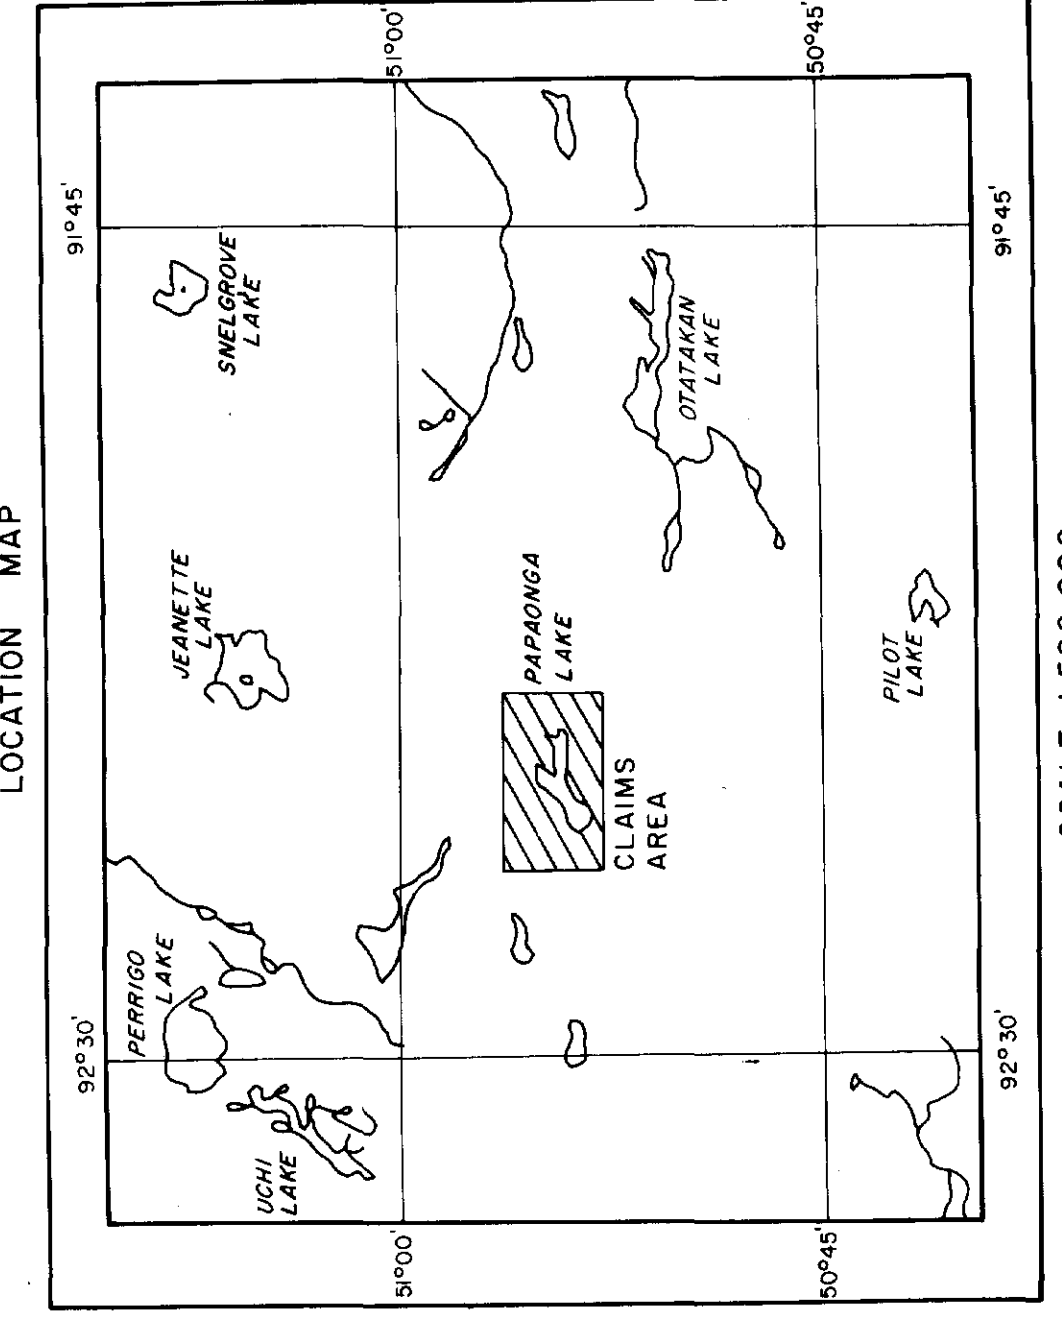 LOCATION MAP
92°30'
91°45'
PERRIGO
LAKE
JEANETTE
LAKE
SNELGROVE
LAKE
UCHI
LAKE
51°00'
51°00'
PAPAONGA
LAKE
CLAIMS
AREA
OTATAKAN
LAKE
50°45'
50°45'
PILOT
LAKE
92°30'
91°45'